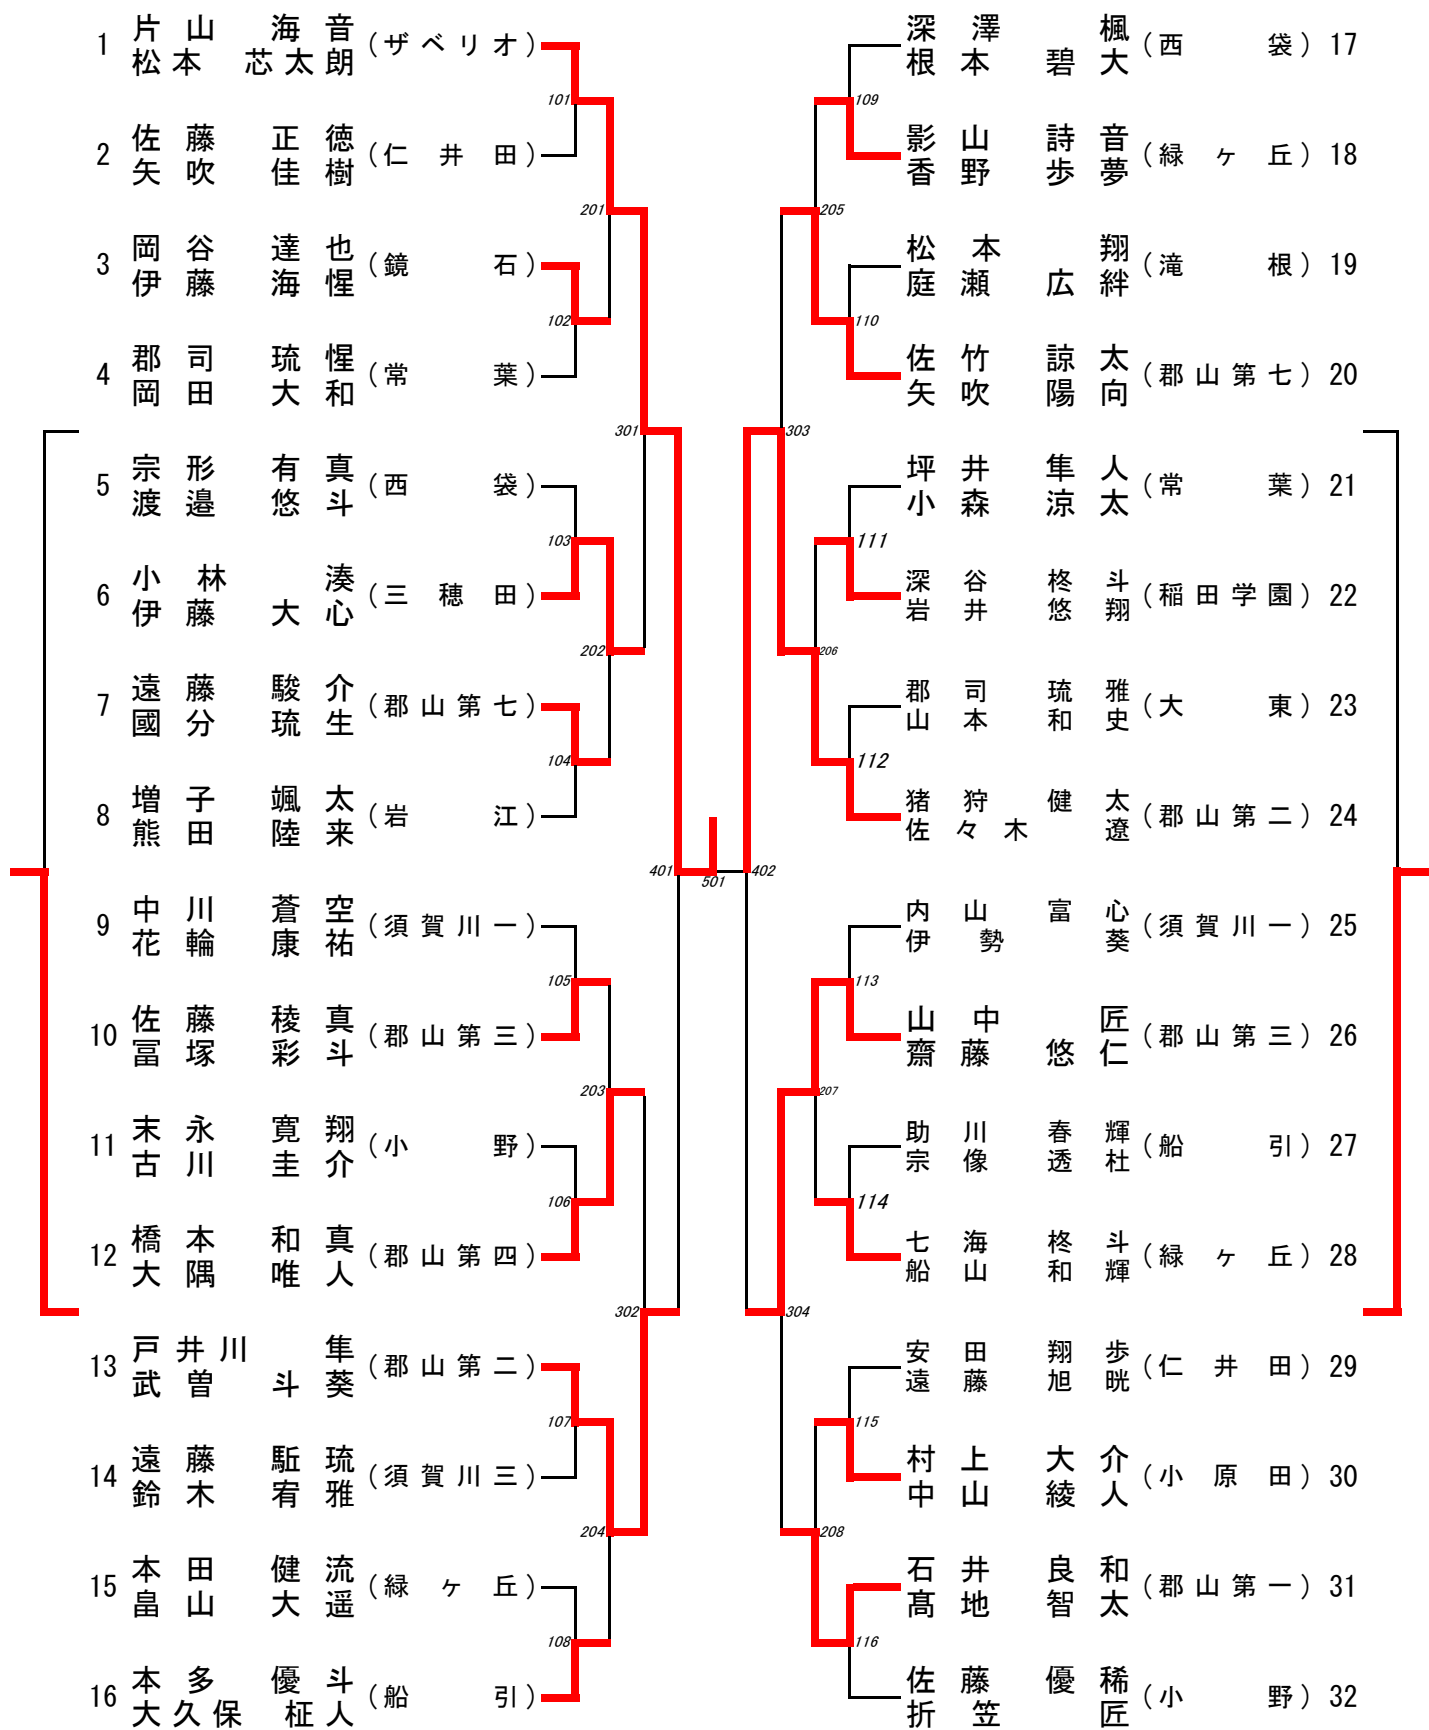 1 片山 海音 (ザベリオ)
松本 芯太朗
2 佐藤 正徳 (仁井田)
矢吹 佳樹
3 岡谷 達也 (鏡石)
伊藤 海惺
4 郡司 琉惺 (常葉)
岡田 大和
5 宗形 有真 (西袋)
渡邉 悠斗
6 小林 湊 (三穂田)
伊藤 大心
7 遠藤 駿介 (郡山第七)
國分 琉生
8 増子 颯太 (岩江)
熊田 陸来
9 中川 蒼空 (須賀川一)
花輪 康祐
10 佐藤 稜真 (郡山第三)
冨塚 彩斗
11 末永 寛翔 (小野)
古川 圭介
12 橋本 和真 (郡山第四)
大隅 唯人
13 戸井川 隼 (郡山第二)
武曽 斗葵
14 遠藤 駈琉 (須賀川三)
鈴木 宥雅
15 本田 健流 (緑ヶ丘)
畠山 大遥
16 本多 優斗 (船引)
大久保 柾人
101
102
103
104
105
106
107
108
201
202
203
204
301
302
401
501
402
303
304
205
206
207
208
109
110
111
112
113
114
115
116
深澤 楓 (西袋) 17
根本 碧大
影山 詩音 (緑ヶ丘) 18
香野 歩夢
松本 翔 (滝根) 19
庭瀬 広絆
佐竹 諒太 (郡山第七) 20
矢吹 陽向
坪井 隼人 (常葉) 21
小森 涼太
深谷 柊斗 (稲田学園) 22
岩井 悠翔
郡司 琉雅 (大東) 23
山本 和史
猪狩 健太 (郡山第二) 24
佐々木 遼
内山 富心 (須賀川一) 25
伊勢 葵
山中 匠 (郡山第三) 26
齋藤 悠仁
助川 春輝 (船引) 27
宗像 透杜
七海 柊斗 (緑ヶ丘) 28
船山 和輝
安田 翔歩 (仁井田) 29
遠藤 旭晄
村上 大介 (小原田) 30
中山 綾人
石井 良和 (郡山第一) 31
髙地 智太
佐藤 優稀 (小野) 32
折笠 匠